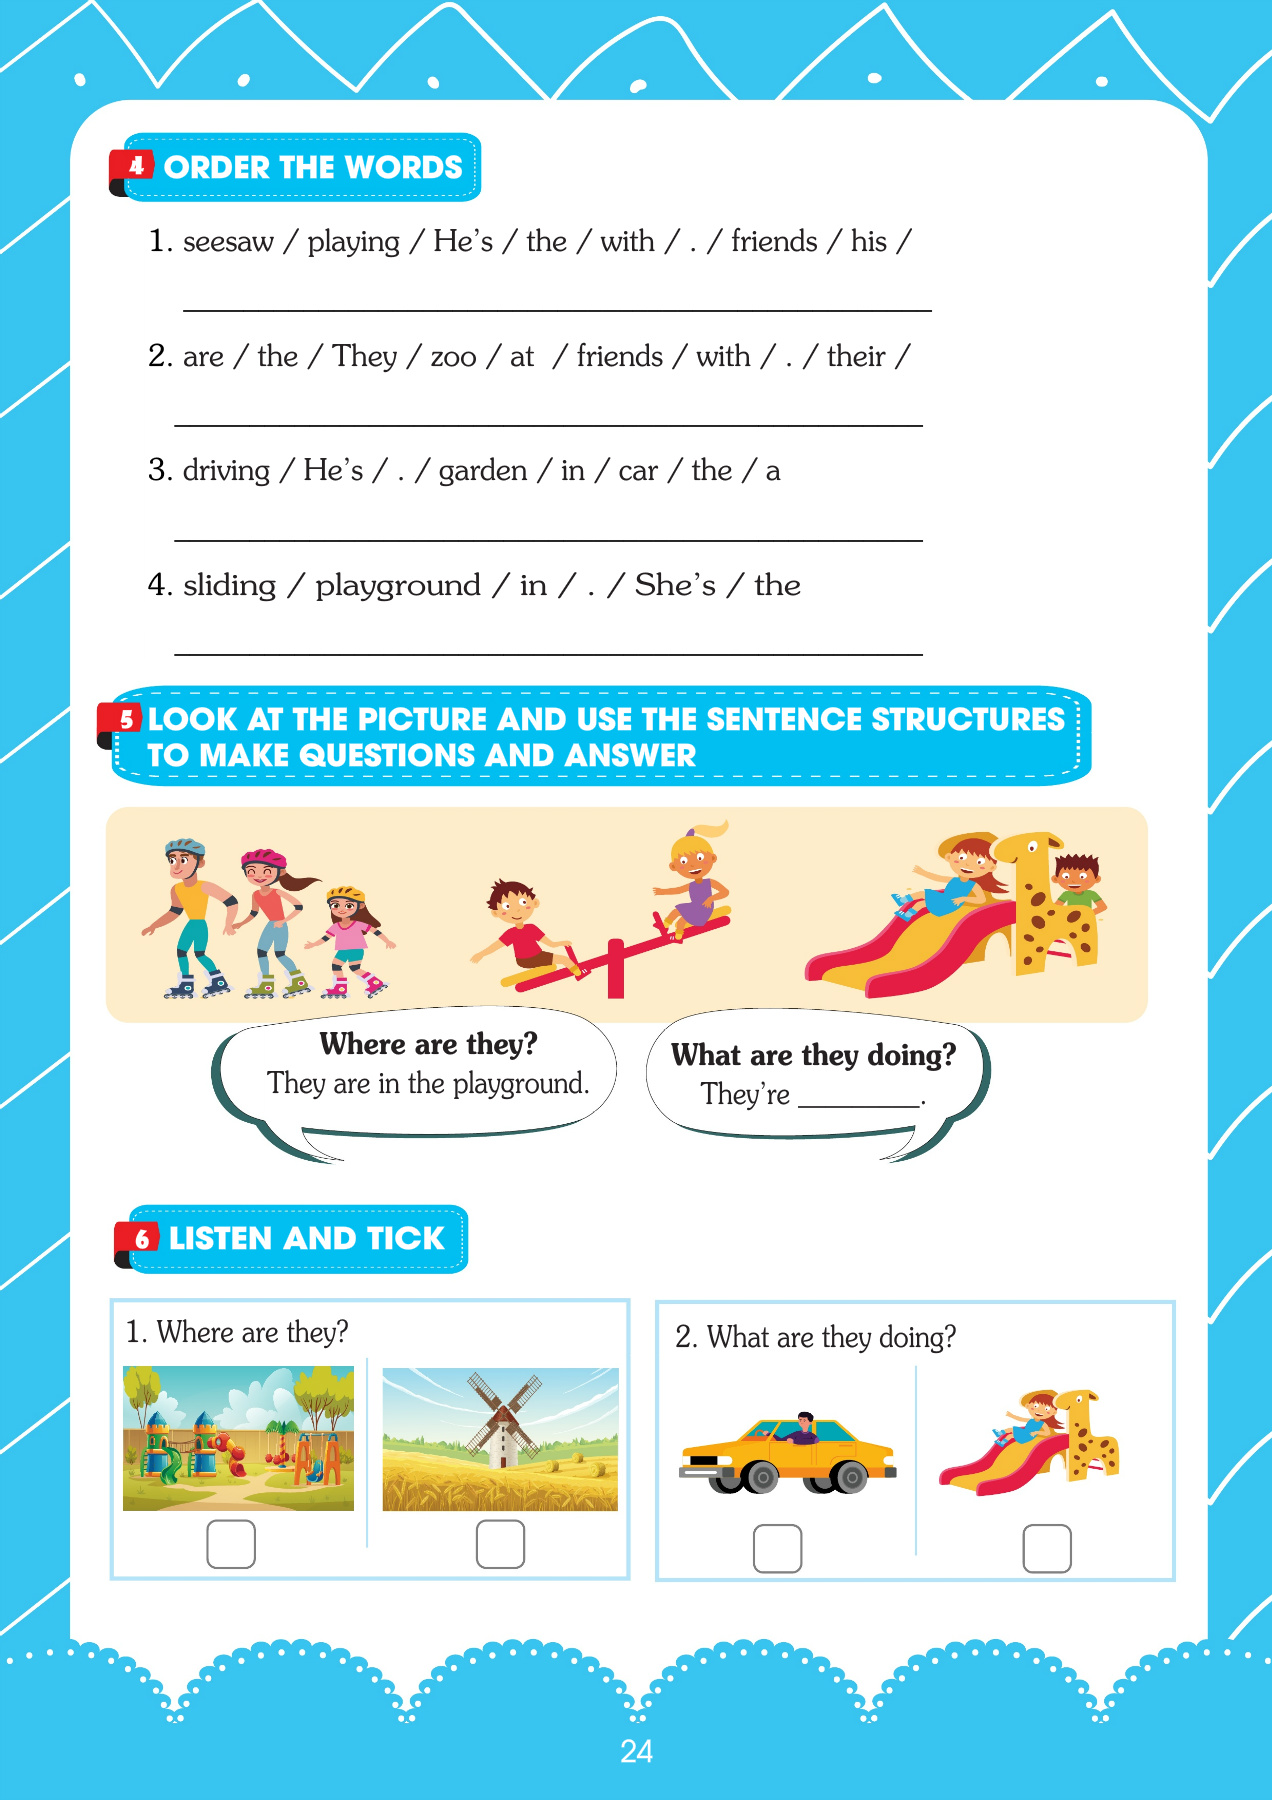 4 ORDER THE WORDS
1. seesaw / playing / He's / the / with / . / friends / his /
2. are / the / They / zoo / at / friends / with / . / their /
3. driving / He's / . / garden / in / car / the / a
4. sliding / playground / in / . / She's / the
5 LOOK AT THE PICTURE AND USE THE SENTENCE STRUCTURES
TO MAKE QUESTIONS AND ANSWER
Where are they?
They are in the playground.
What are they doing?
They're ________.
6 LISTEN AND TICK
1. Where are they?
2. What are they doing?
24